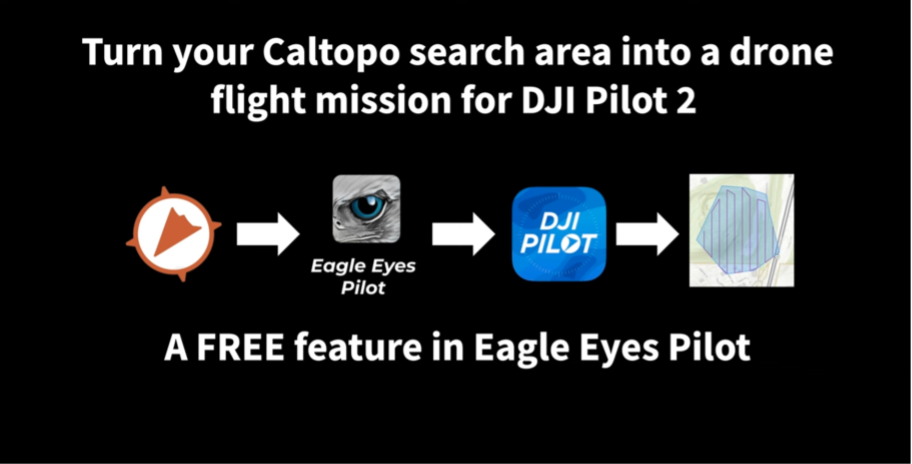 Turn your Caltopo search area into a drone
flight mission for DJI Pilot 2
DJI
PILOT
Eagle Eyes
Pilot
A FREE feature in Eagle Eyes Pilot